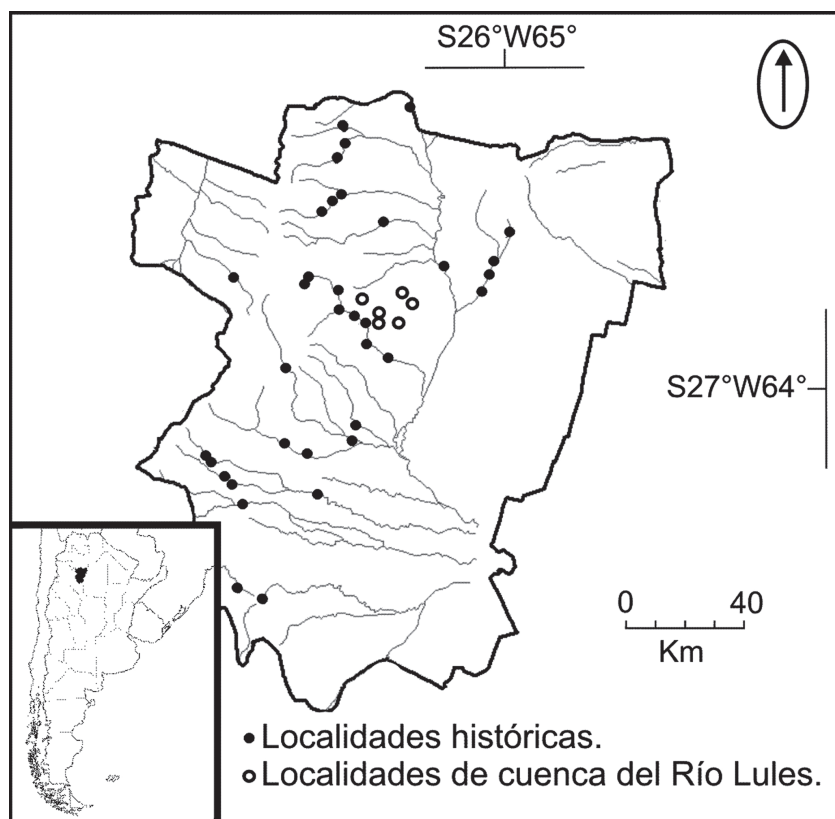 S26°W65°
S27°W64°
0 40
Km
Localidades históricas.
Localidades de cuenca del Río Lules.